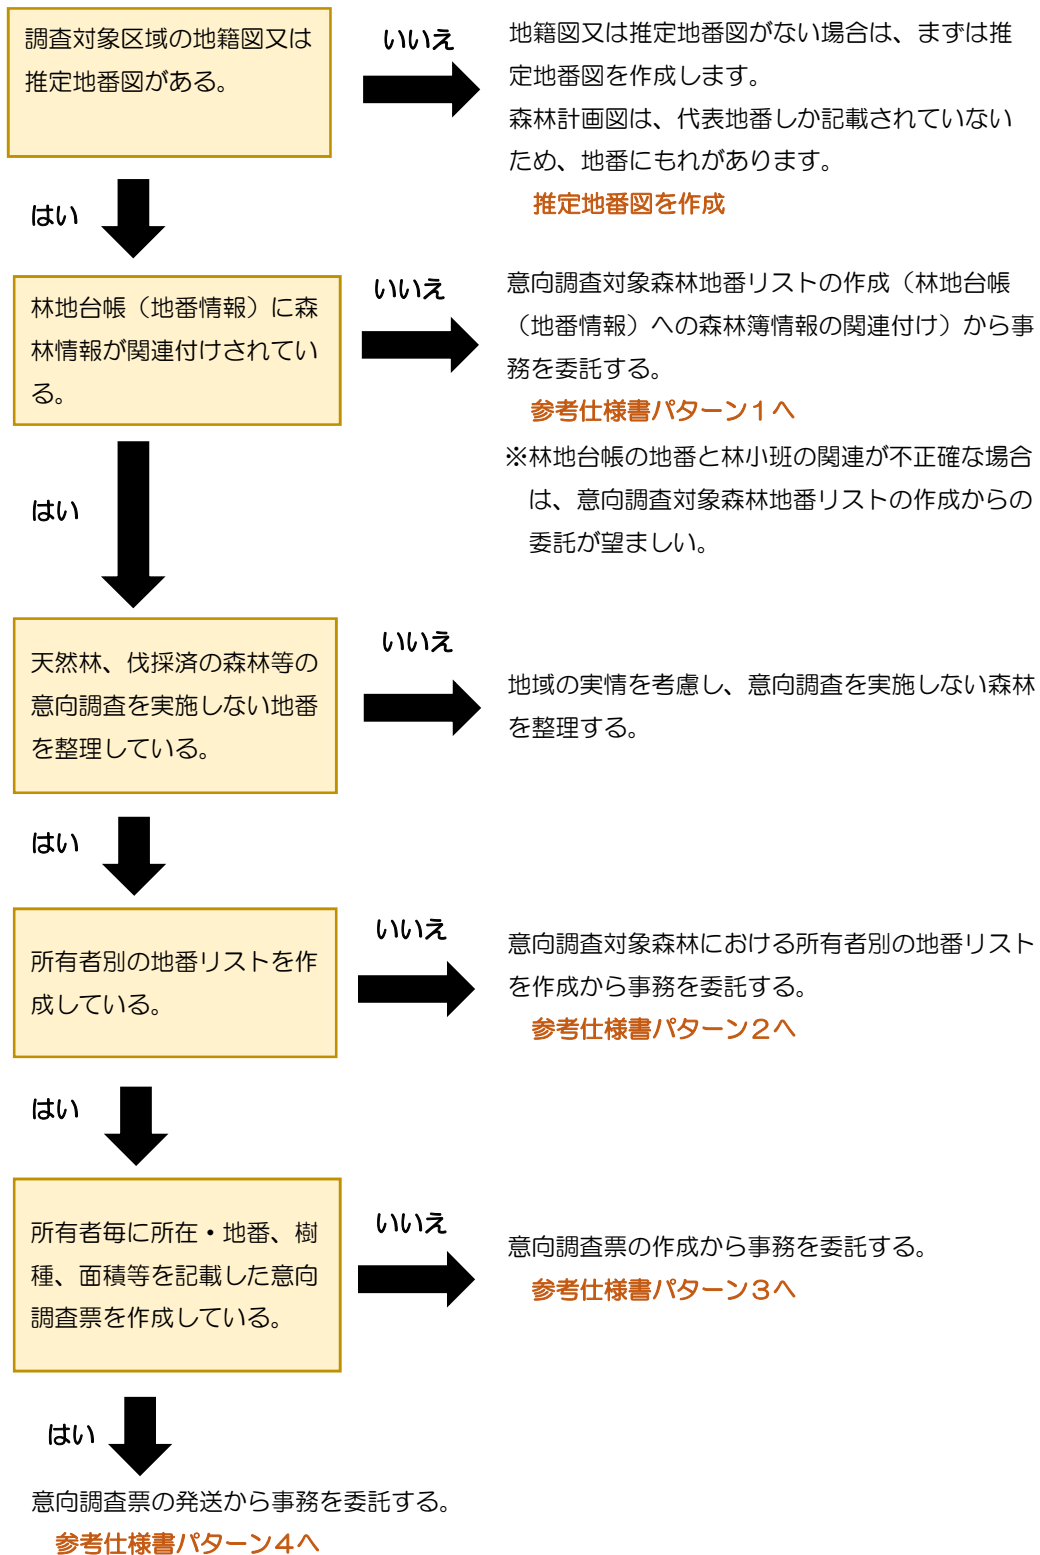 調査対象区域の地籍図又は
推定地番図がある。
いいえ
地籍図又は推定地番図がない場合は、まずは推
定地番図を作成します。
森林計画図は、代表地番しか記載されていない
ため、地番にもれがあります。
推定地番図を作成
はい
林地台帳（地番情報）に森
林情報が関連付けされてい
る。
いいえ
意向調査対象森林地番リストの作成（林地台帳
（地番情報）への森林簿情報の関連付け）から事
務を委託する。
参考仕様書パターン１へ
※林地台帳の地番と林小班の関連が不正確な場合
は、意向調査対象森林地番リストの作成からの
委託が望ましい。
はい
天然林、伐採済の森林等の
意向調査を実施しない地番
を整理している。
いいえ
地域の実情を考慮し、意向調査を実施しない森林
を整理する。
はい
所有者別の地番リストを作
成している。
いいえ
意向調査対象森林における所有者別の地番リスト
を作成から事務を委託する。
参考仕様書パターン２へ
はい
所有者毎に所在・地番、樹
種、面積等を記載した意向
調査票を作成している。
いいえ
意向調査票の作成から事務を委託する。
参考仕様書パターン３へ
はい
意向調査票の発送から事務を委託する。
参考仕様書パターン４へ